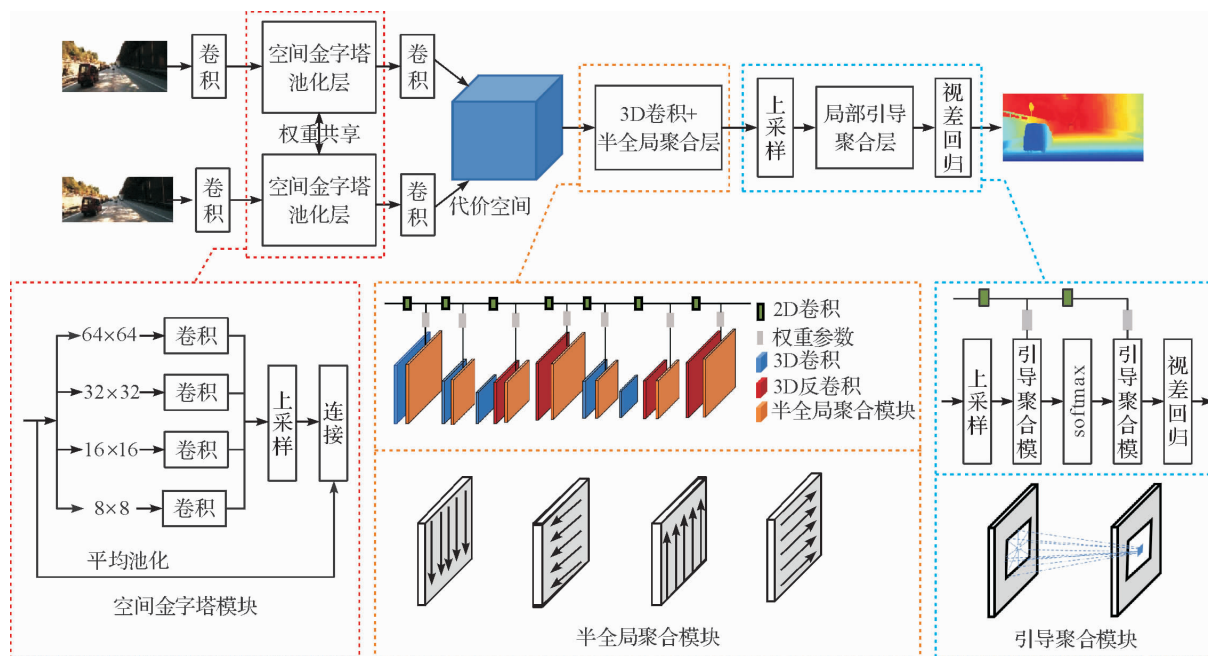 卷积
空间金字塔
池化层
卷积
权重共享
卷积
空间金字塔
池化层
卷积
代价空间
3D卷积+
半全局聚合层
上采样
局部引导
聚合层
视差回归
64×64
卷积
32×32
卷积
16×16
卷积
8×8
卷积
上采样
连接
平均池化
空间金字塔模块
2D卷积
权重参数
3D卷积
3D反卷积
半全局聚合模块
半全局聚合模块
上采样
引导聚合模
softmax
引导聚合模
视差回归
引导聚合模块